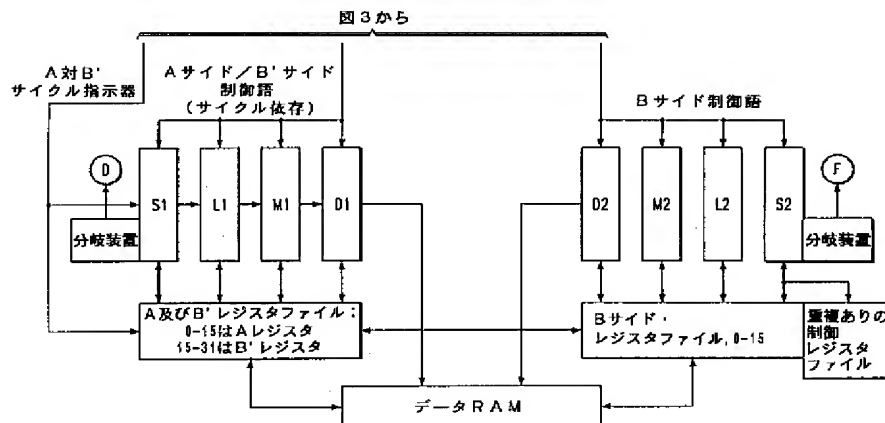 図3から
A対B'
サイクル指示器
Aサイド/B'サイド
制御語
(サイクル依存)
Bサイド制御語
D
S1
L1
M1
D1
D2
M2
L2
S2
F
分岐装置
分岐装置
A及びB'レジスタファイル;
0-15はAレジスタ
15-31はB'レジスタ
Bサイド・
レジスタファイル,0-15
重複ありの
制御
レジスタ
ファイル
データRAM